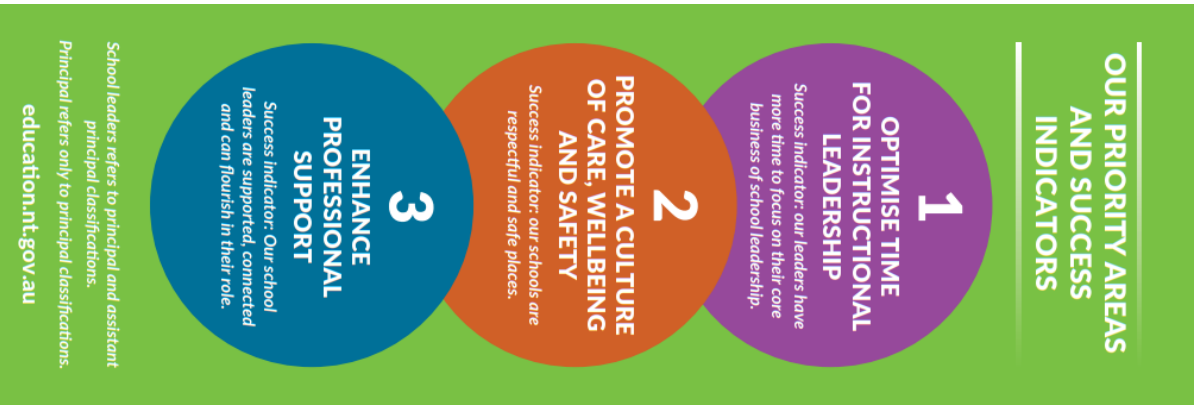 OUR PRIORITY AREAS
AND SUCCESS
INDICATORS
1
OPTIMISE TIME
FOR INSTRUCTIONAL
LEADERSHIP
Success indicator: our leaders have
more time to focus on their core
business of school leadership.
2
PROMOTE A CULTURE
OF CARE, WELLBEING
AND SAFETY
Success indicator: our schools are
respectful and safe places.
3
ENHANCE
PROFESSIONAL
SUPPORT
Success indicator: Our school
leaders are supported, connected
and can flourish in their role.
School leaders refers to principal and assistant
principal classifications.
Principal refers only to principal classifications.
education.nt.gov.au